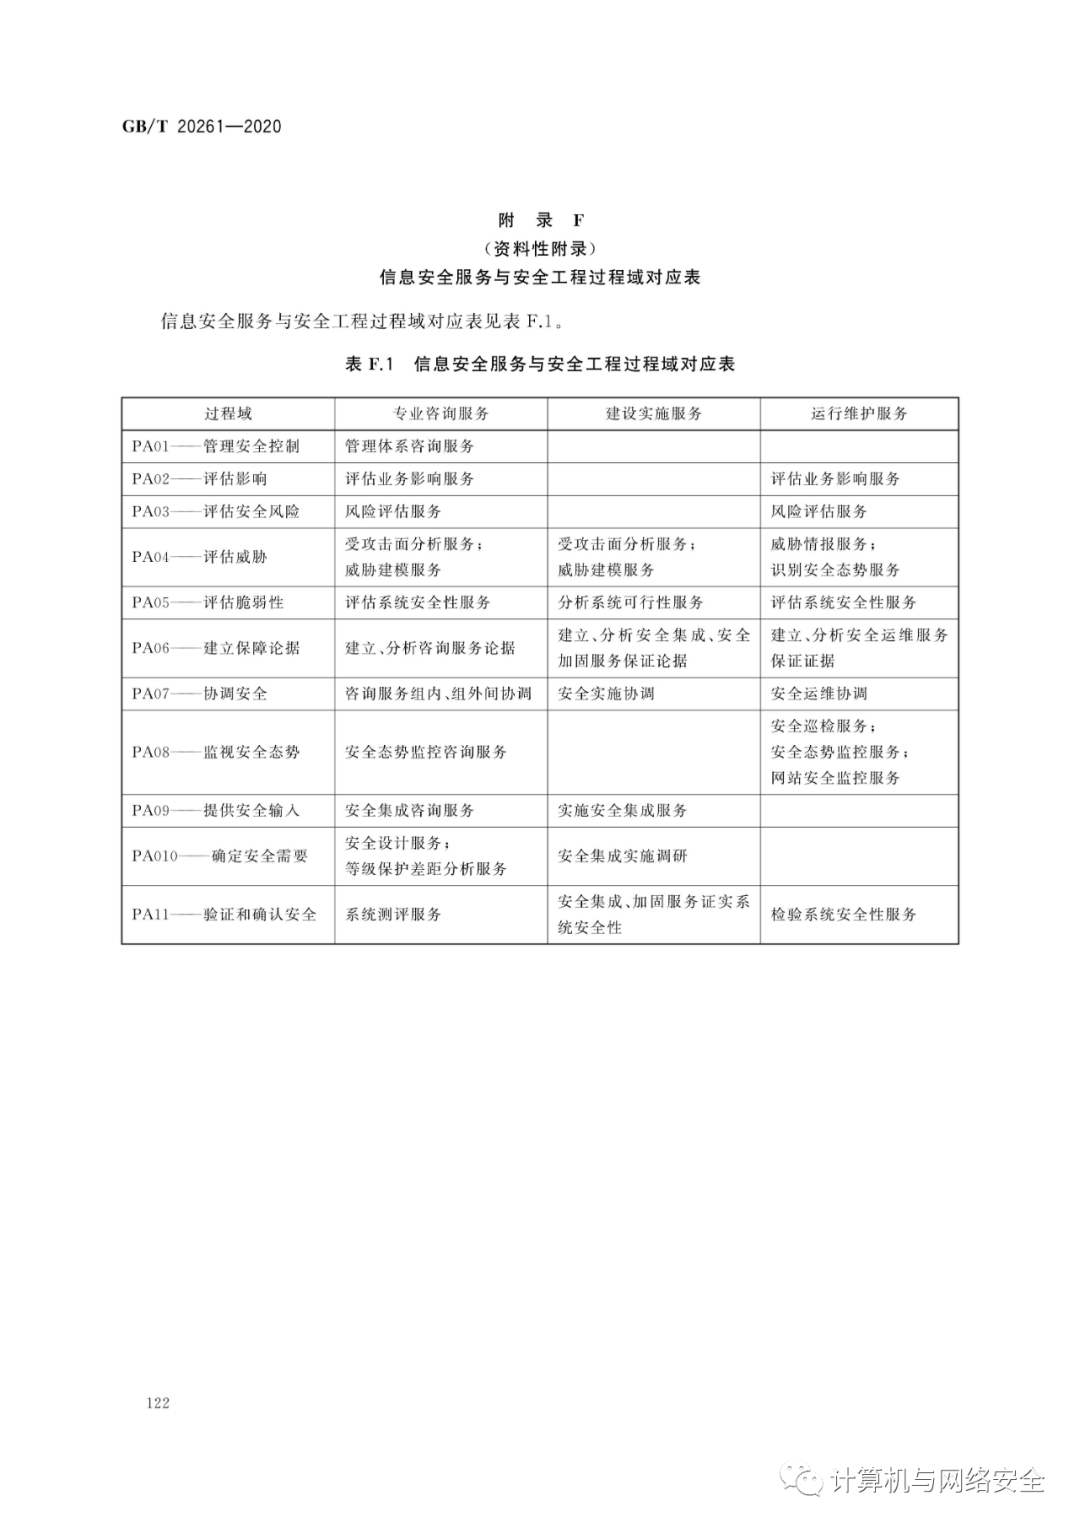 GB/T 20261—2020
附 录 F
（资料性附录）
信息安全服务与安全工程过程域对应表
信息安全服务与安全工程过程域对应表见表 F.1。
表 F.1 信息安全服务与安全工程过程域对应表
过程域 专业咨询服务 建设实施服务 运行维护服务
PA01——管理安全控制 管理体系咨询服务
PA02——评估影响 评估业务影响服务 评估业务影响服务
PA03——评估安全风险 风险评估服务 风险评估服务
PA04——评估威胁 受攻击面分析服务； 受攻击面分析服务； 威胁情报服务；
威胁建模服务 威胁建模服务 识别安全态势服务
PA05——评估脆弱性 评估系统安全性服务 分析系统可行性服务 评估系统安全性服务
PA06——建立保障论据 建立、分析咨询服务论据 建立、分析安全集成、安全 建立、分析安全运维服务
加固服务保证论据 保证证据
PA07——协调安全 咨询服务组内、组外间协调 安全实施协调 安全运维协调
PA08——监视安全态势 安全态势监控咨询服务 安全巡检服务；
安全态势监控服务；
网站安全监控服务
PA09——提供安全输入 安全集成咨询服务 实施安全集成服务
PA010——确定安全需要 安全设计服务； 安全集成实施调研
等级保护差距分析服务
PA11——验证和确认安全 系统测评服务 安全集成、加固服务证实系 检验系统安全性服务
统安全性
122
计算机与网络安全